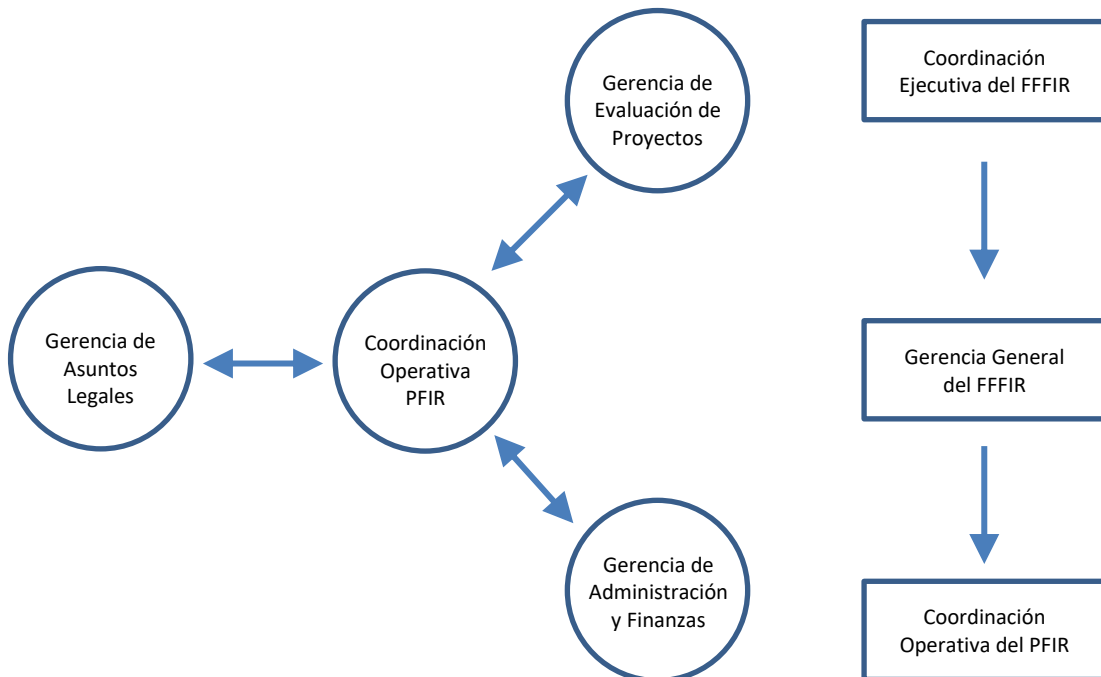 Gerencia de
Evaluación de
Proyectos
Gerencia de
Asuntos
Legales
Coordinación
Operativa
PFIR
Gerencia de
Administración
y Finanzas
Coordinación
Ejecutiva del FFFIR
Gerencia General
del FFFIR
Coordinación
Operativa del PFIR